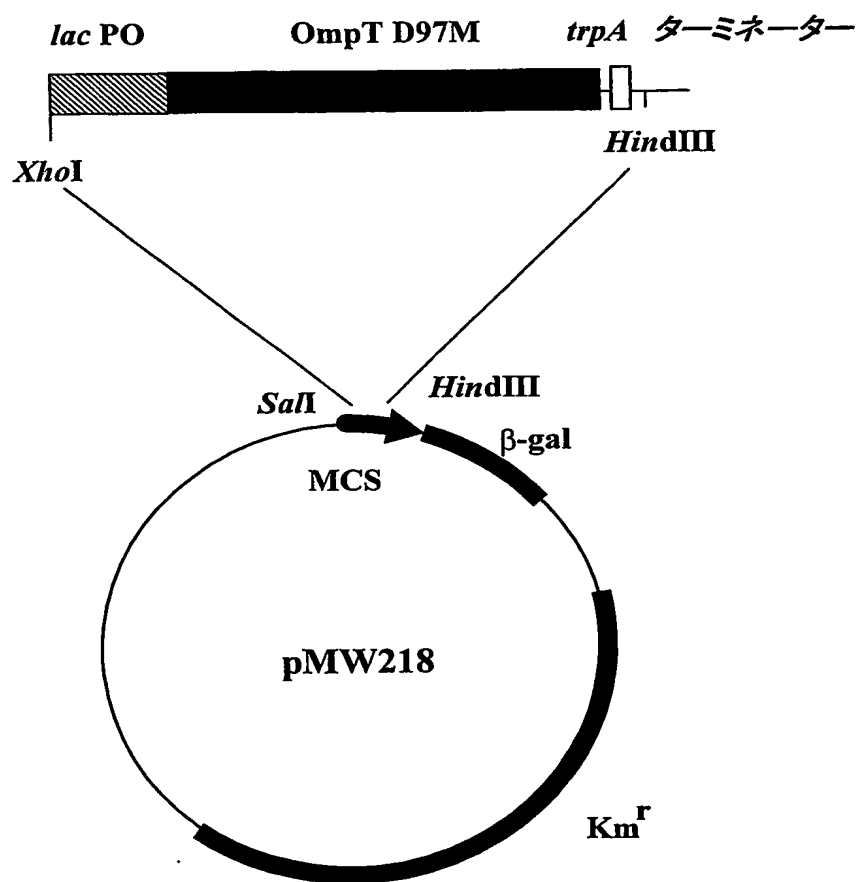 lac PO OmpT D97M trpA ターミネーター
XhoI HindIII
SalI HindIII
MCS β-gal
pMW218
Kmʳ